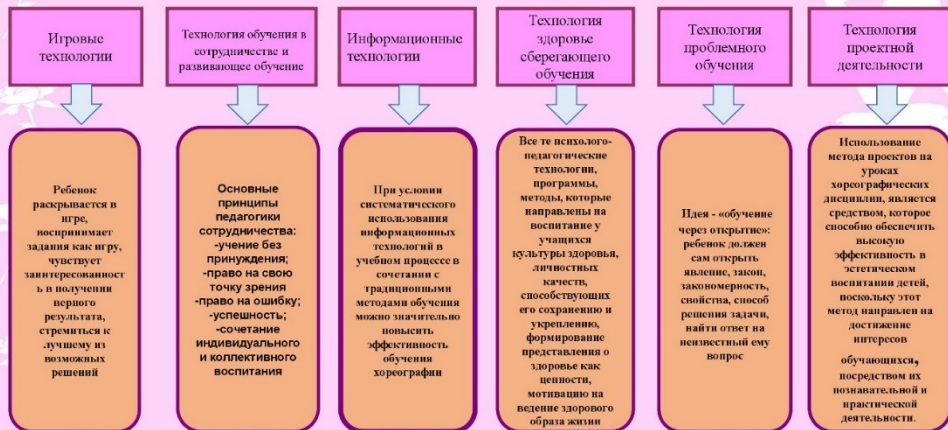 Игровые
технологии
Технология обучения в
сотрудничестве и
развивающее обучение
Информационные
технологии
Технология
здоровье
сберегающего
обучения
Технология
проблемного
обучения
Технология
проектной
деятельности
Ребенок
раскрывается в
игре,
воспринимает
задания как игру,
чувствует
заинтересованност
ь в получении
верного
результата,
стремиться к
лучшему из
возможных
решений
Основные
принципы
педагогики
сотрудничества:
-учение без
принуждения;
-право на свою
точку зрения
-право на ошибку;
-успешность;
-сочетание
индивидуального
и коллективного
воспитания
При условии
систематического
использования
информационных
технологий в
учебном процессе в
сочетании с
традиционными
методами обучения
можно значительно
повысить
эффективность
обучения
хореографии
Все те психолого-
педагогические
технологии,
программы,
методы, которые
направлены на
воспитание у
учащихся
культуры здоровья,
личностных
качеств,
способствующих
его сохранению и
укреплению,
формирование
представления о
здоровье как
ценности,
мотивацию на
ведение здорового
образа жизни
Идея - «обучение
через открытие»:
ребенок должен
сам открыть
явление, закон,
закономерность,
свойства, способ
решения задачи,
найти ответ на
неизвестный ему
вопрос
Использование
метода проектов на
уроках
хореографических
дисциплин, является
средством, которое
способно обеспечить
высокую
эффективность в
эстетическом
воспитании детей,
поскольку этот
метод направлен на
достижение
интересов
обучающихся,
посредством их
познавательной и
практической
деятельности.